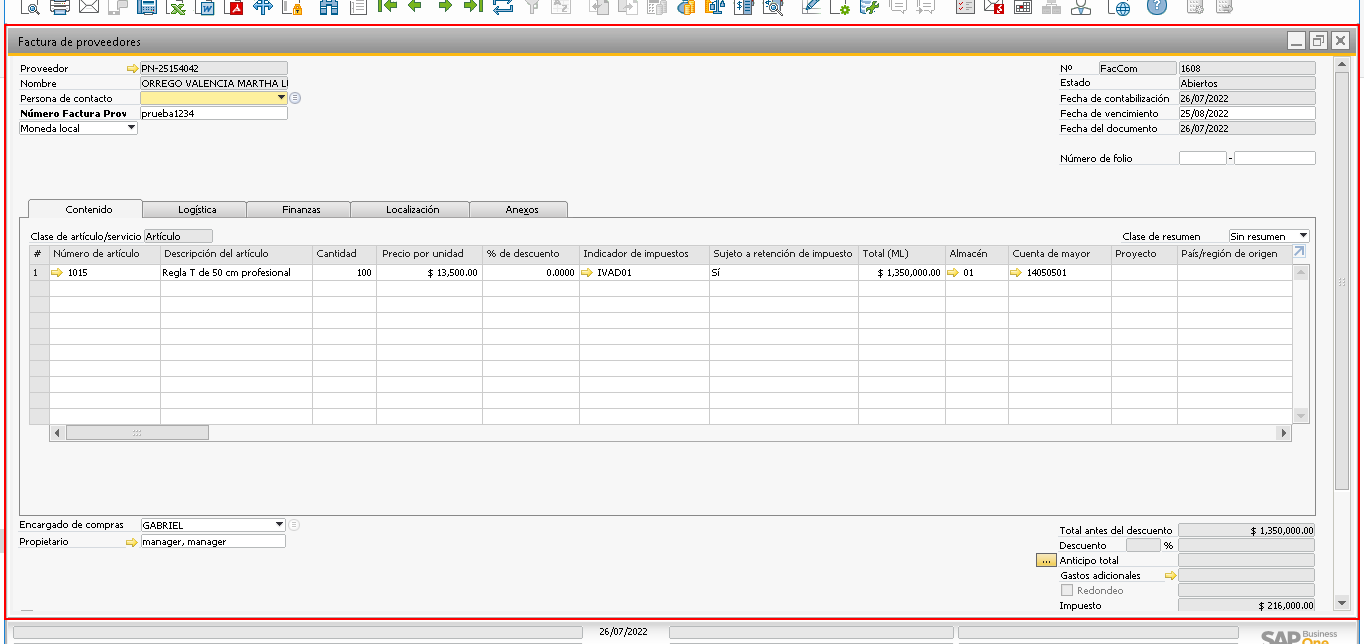 Factura de proveedores
Proveedor PN-25154042
Nombre ORREGO VALENCIA MARTHA L
Persona de contacto
Número Factura Prov prueba1234
Moneda local
Nº FacCom 1608
Estado Abiertos
Fecha de contabilización 26/07/2022
Fecha de vencimiento 25/08/2022
Fecha del documento 26/07/2022
Número de folio -
Contenido Logística Finanzas Localización Anexos
Clase de artículo/servicio Artículo Clase de resumen Sin resumen
# Número de artículo Descripción del artículo Cantidad Precio por unidad % de descuento Indicador de impuestos Sujeto a retención de impuesto Total (ML) Almacén Cuenta de mayor Proyecto País/región de origen
1 1015 Regla T de 50 cm profesional 100 $ 13,500.00 0.0000 IVAD01 Sí $ 1,350,000.00 01 14050501
Encargado de compras GABRIEL
Propietario manager, manager
Total antes del descuento $ 1,350,000.00
Descuento %
... Anticipo total
Gastos adicionales
Redondeo
Impuesto $ 216,000.00
26/07/2022
SAP Business One